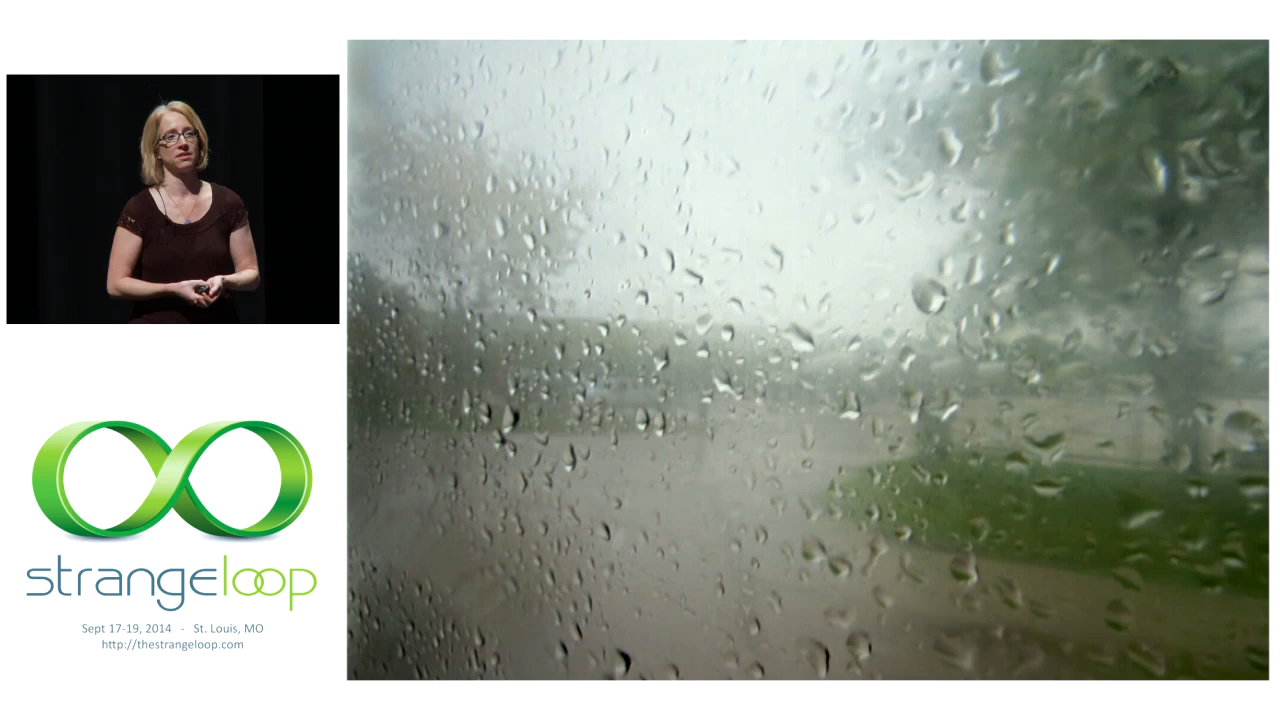 strangeloop
Sept 17-19, 2014 - St. Louis, MO
http://thestrangeloop.com